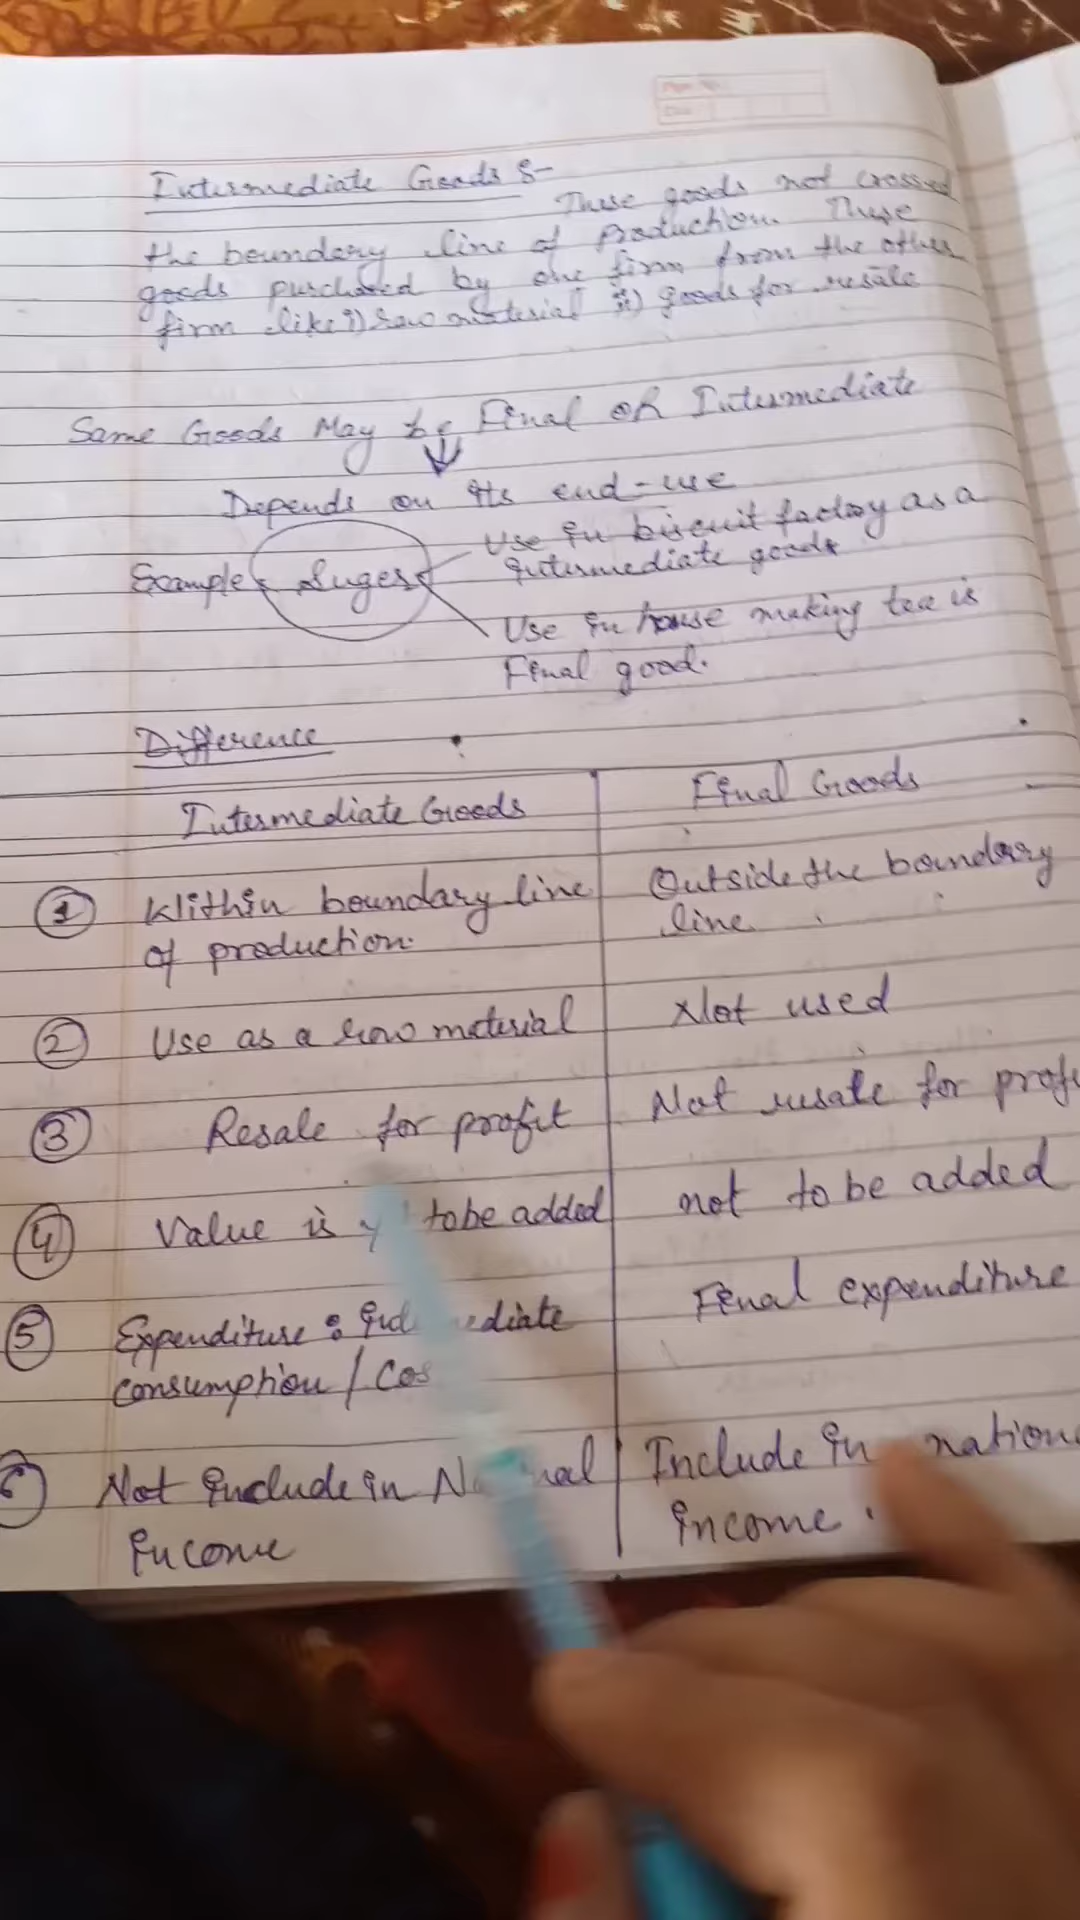 Intermediate Goods :-
These goods not crossed
the boundary line of production. These
goods purchased by one firm from the other
firm like i) raw material ii) goods for resale
Same Goods May be Final or Intermediate
Depends on its end-use
Use in biscuit factory as a
intermediate goods
Example: Suger
Use in house making tea is
Final good.
Difference
Intermediate Goods
Final Goods
① Within boundary line
of production.
Outside the boundary
line.
② Use as a raw material
Not used
③ Resale for profit
Not resale for
④ Value is to be added
not to be added
⑤ Expenditure :
consumption /
Final expenditure
Not include in
income
Include in
income.